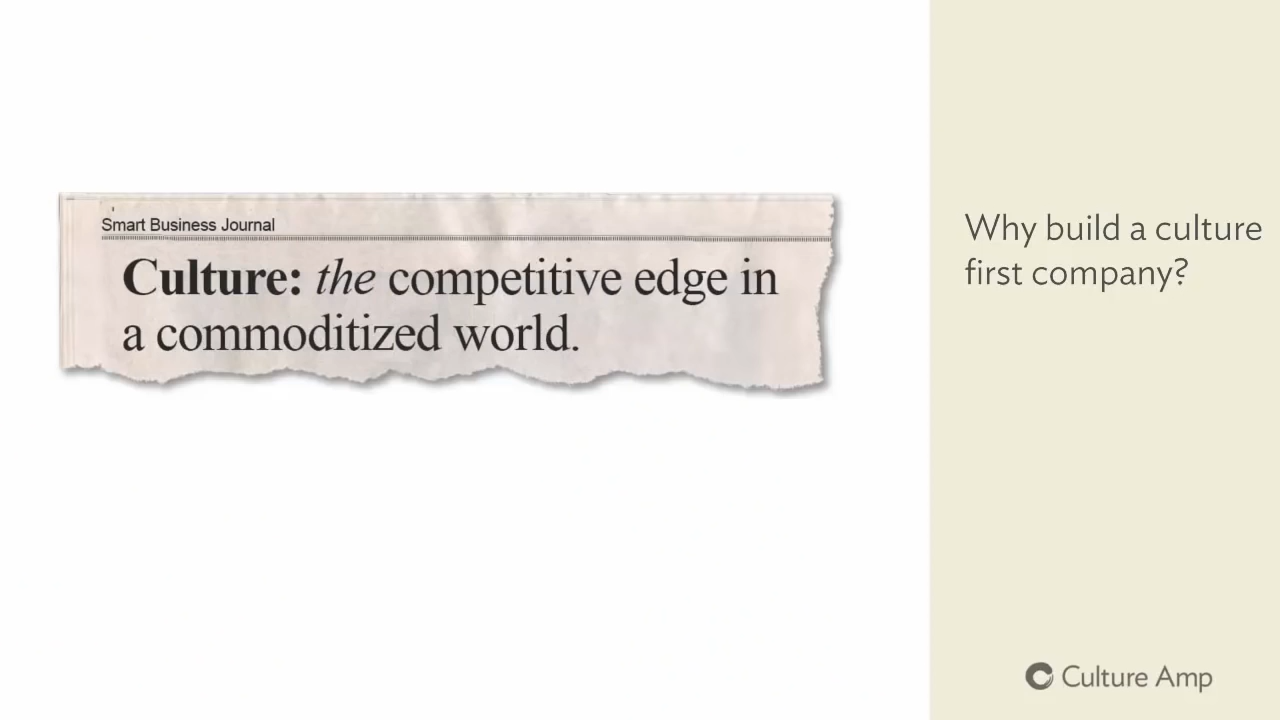 Smart Business Journal
Culture: the competitive edge in
a commoditized world.
Why build a culture
first company?
Culture Amp